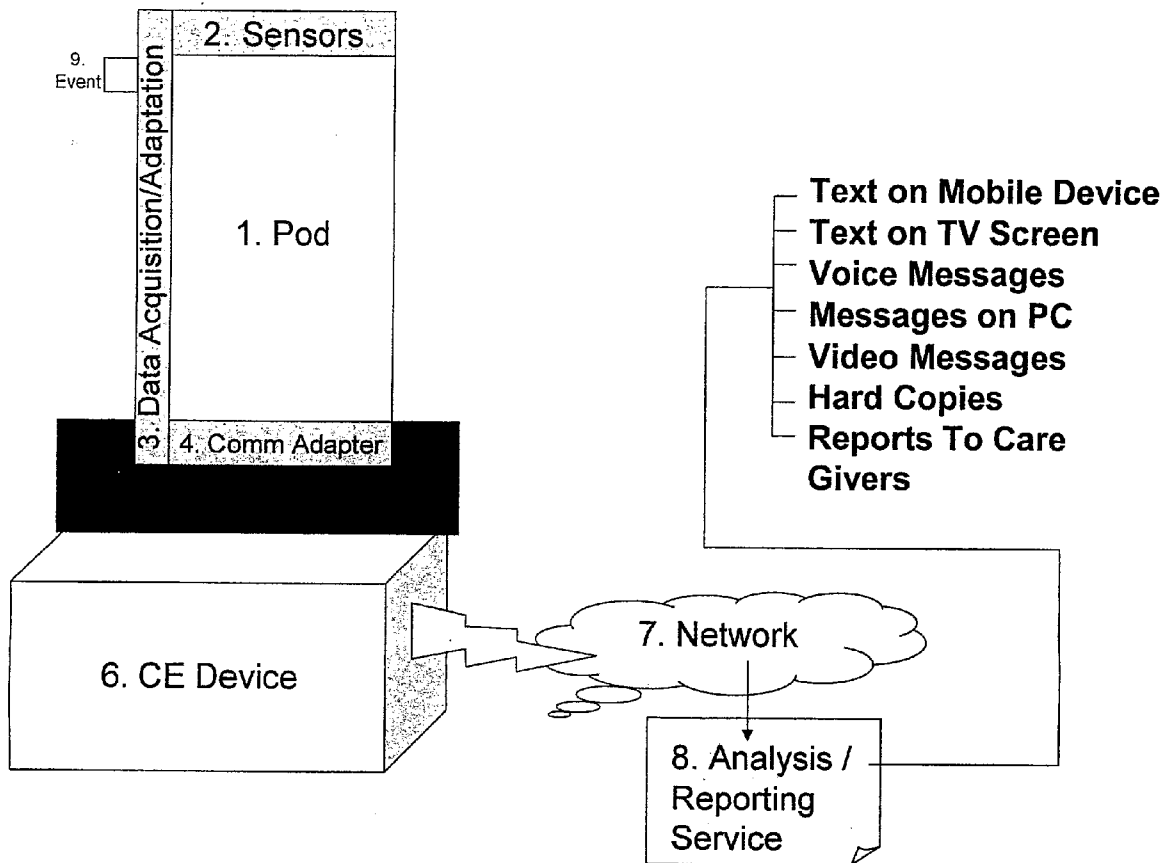 2. Sensors
9.
Event
3. Data Acquisition/Adaptation
1. Pod
4. Comm Adapter
Text on Mobile Device
Text on TV Screen
Voice Messages
Messages on PC
Video Messages
Hard Copies
Reports To Care
Givers
6. CE Device
7. Network
8. Analysis /
Reporting
Service